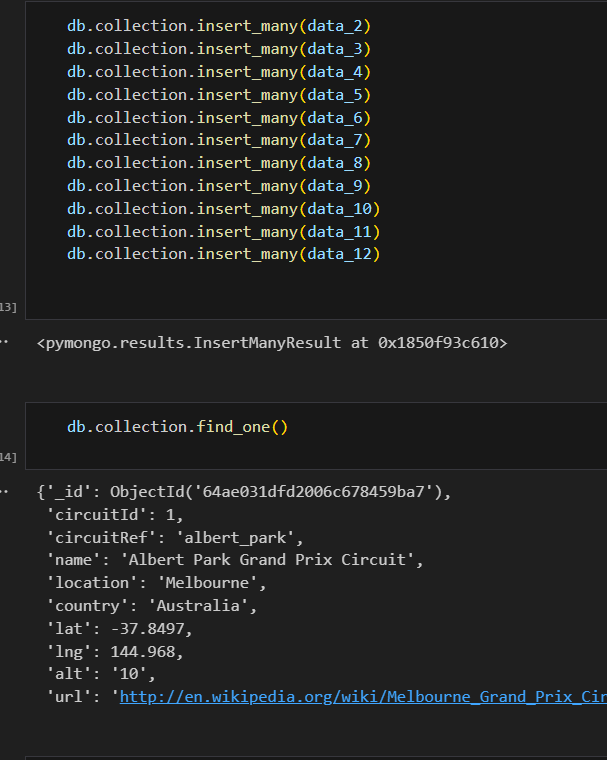 db.collection.insert_many(data_2)
db.collection.insert_many(data_3)
db.collection.insert_many(data_4)
db.collection.insert_many(data_5)
db.collection.insert_many(data_6)
db.collection.insert_many(data_7)
db.collection.insert_many(data_8)
db.collection.insert_many(data_9)
db.collection.insert_many(data_10)
db.collection.insert_many(data_11)
db.collection.insert_many(data_12)
13]
<pymongo.results.InsertManyResult at 0x1850f93c610>
db.collection.find_one()
14]
{'_id': ObjectId('64ae031dfd2006c678459ba7'),
'circuitId': 1,
'circuitRef': 'albert_park',
'name': 'Albert Park Grand Prix Circuit',
'location': 'Melbourne',
'country': 'Australia',
'lat': -37.8497,
'lng': 144.968,
'alt': '10',
'url': 'http://en.wikipedia.org/wiki/Melbourne_Grand_Prix_Cir